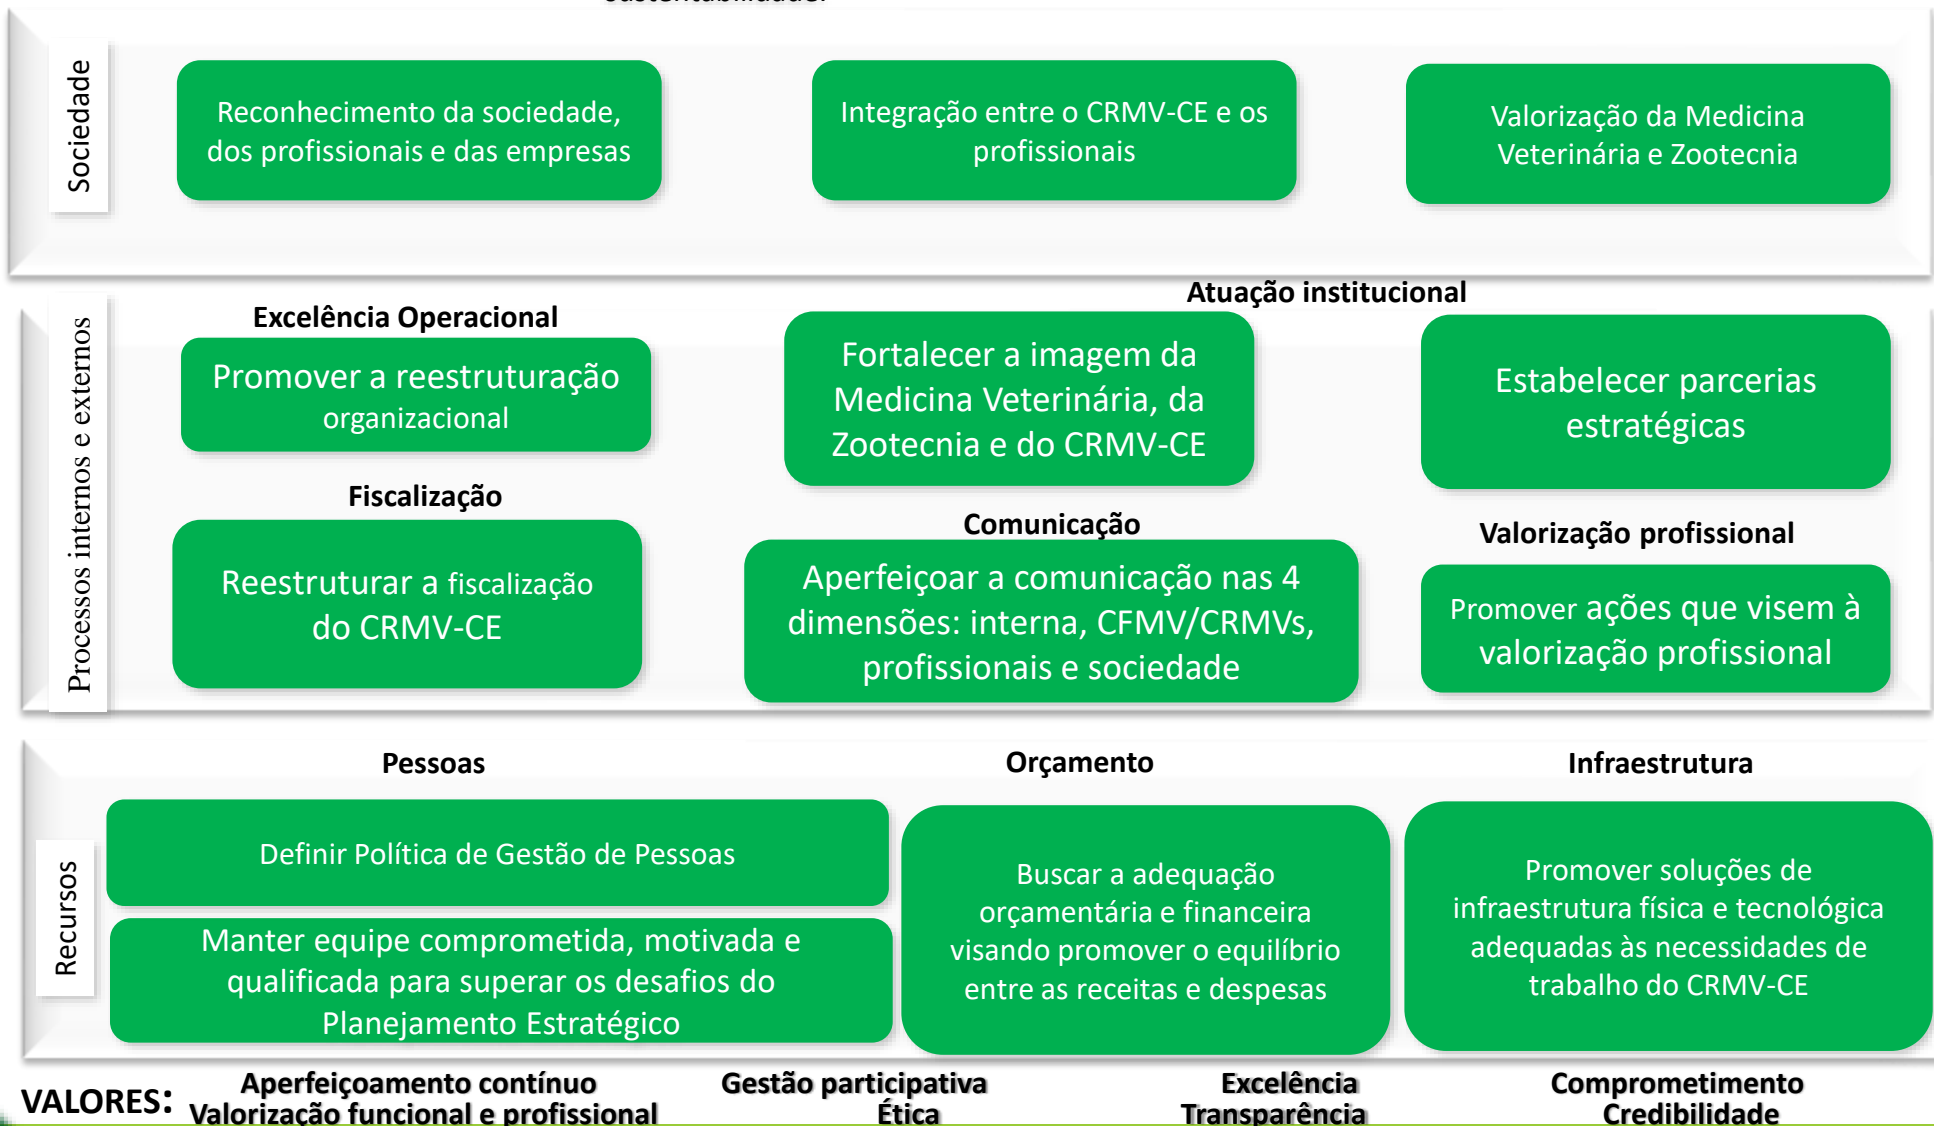 Sociedade
Reconhecimento da sociedade,
dos profissionais e das empresas
Integração entre o CRMV-CE e os
profissionais
Valorização da Medicina
Veterinária e Zootecnia
Processos internos e externos
Excelência Operacional
Promover a reestruturação
organizacional
Fiscalização
Reestruturar a fiscalização
do CRMV-CE
Atuação institucional
Fortalecer a imagem da
Medicina Veterinária, da
Zootecnia e do CRMV-CE
Estabelecer parcerias
estratégicas
Comunicação
Aperfeiçoar a comunicação nas 4
dimensões: interna, CFMV/CRMVs,
profissionais e sociedade
Valorização profissional
Promover ações que visem à
valorização profissional
Recursos
Pessoas
Definir Política de Gestão de Pessoas
Manter equipe comprometida, motivada e
qualificada para superar os desafios do
Planejamento Estratégico
Orçamento
Buscar a adequação
orçamentária e financeira
visando promover o equilíbrio
entre as receitas e despesas
Infraestrutura
Promover soluções de
infraestrutura física e tecnológica
adequadas às necessidades de
trabalho do CRMV-CE
VALORES:
Aperfeiçoamento contínuo
Valorização funcional e profissional
Gestão participativa
Ética
Excelência
Transparência
Comprometimento
Credibilidade